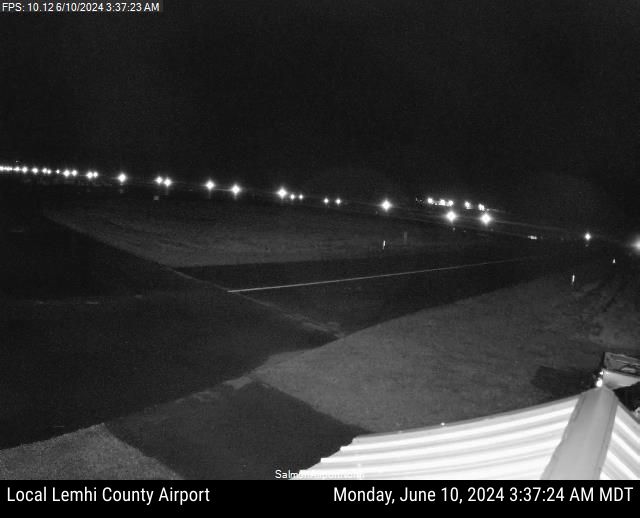 FPS: 10.12 6/10/2024 3:37:23 AM
Local Lemhi County Airport
Monday, June 10, 2024 3:37:24 AM MDT